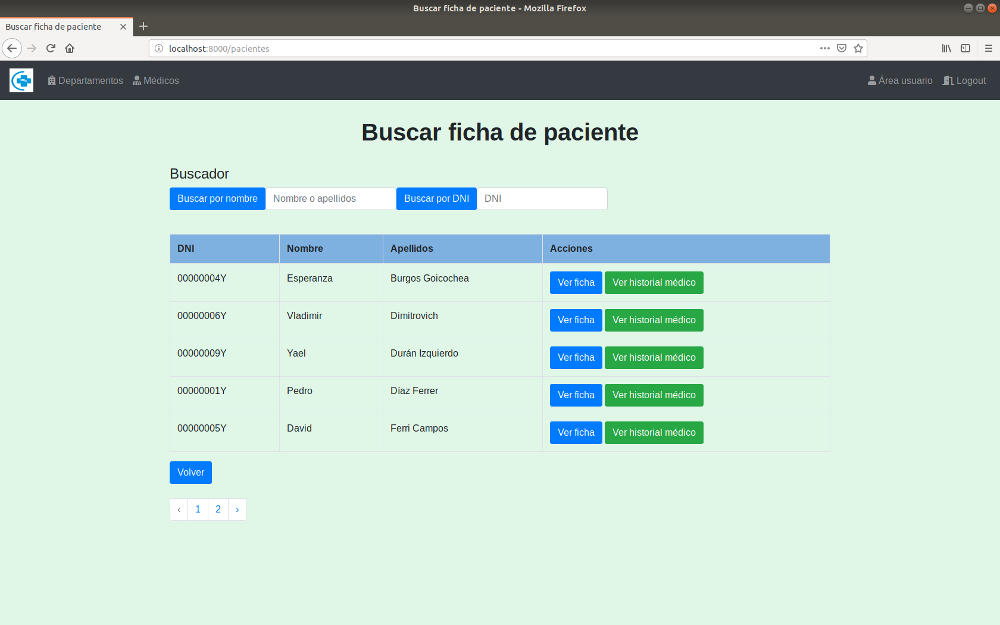 Buscar ficha de paciente - Mozilla Firefox
Buscar ficha de paciente
localhost:8000/pacientes
Departamentos Médicos Área usuario Logout
Buscar ficha de paciente
Buscador
Buscar por nombre Nombre o apellidos Buscar por DNI DNI
DNI Nombre Apellidos Acciones
00000004Y Esperanza Burgos Goicochea Ver ficha Ver historial médico
00000006Y Vladimir Dimitrovich Ver ficha Ver historial médico
00000009Y Yael Durán Izquierdo Ver ficha Ver historial médico
00000001Y Pedro Díaz Ferrer Ver ficha Ver historial médico
00000005Y David Ferri Campos Ver ficha Ver historial médico
Volver
‹ 1 2 ›